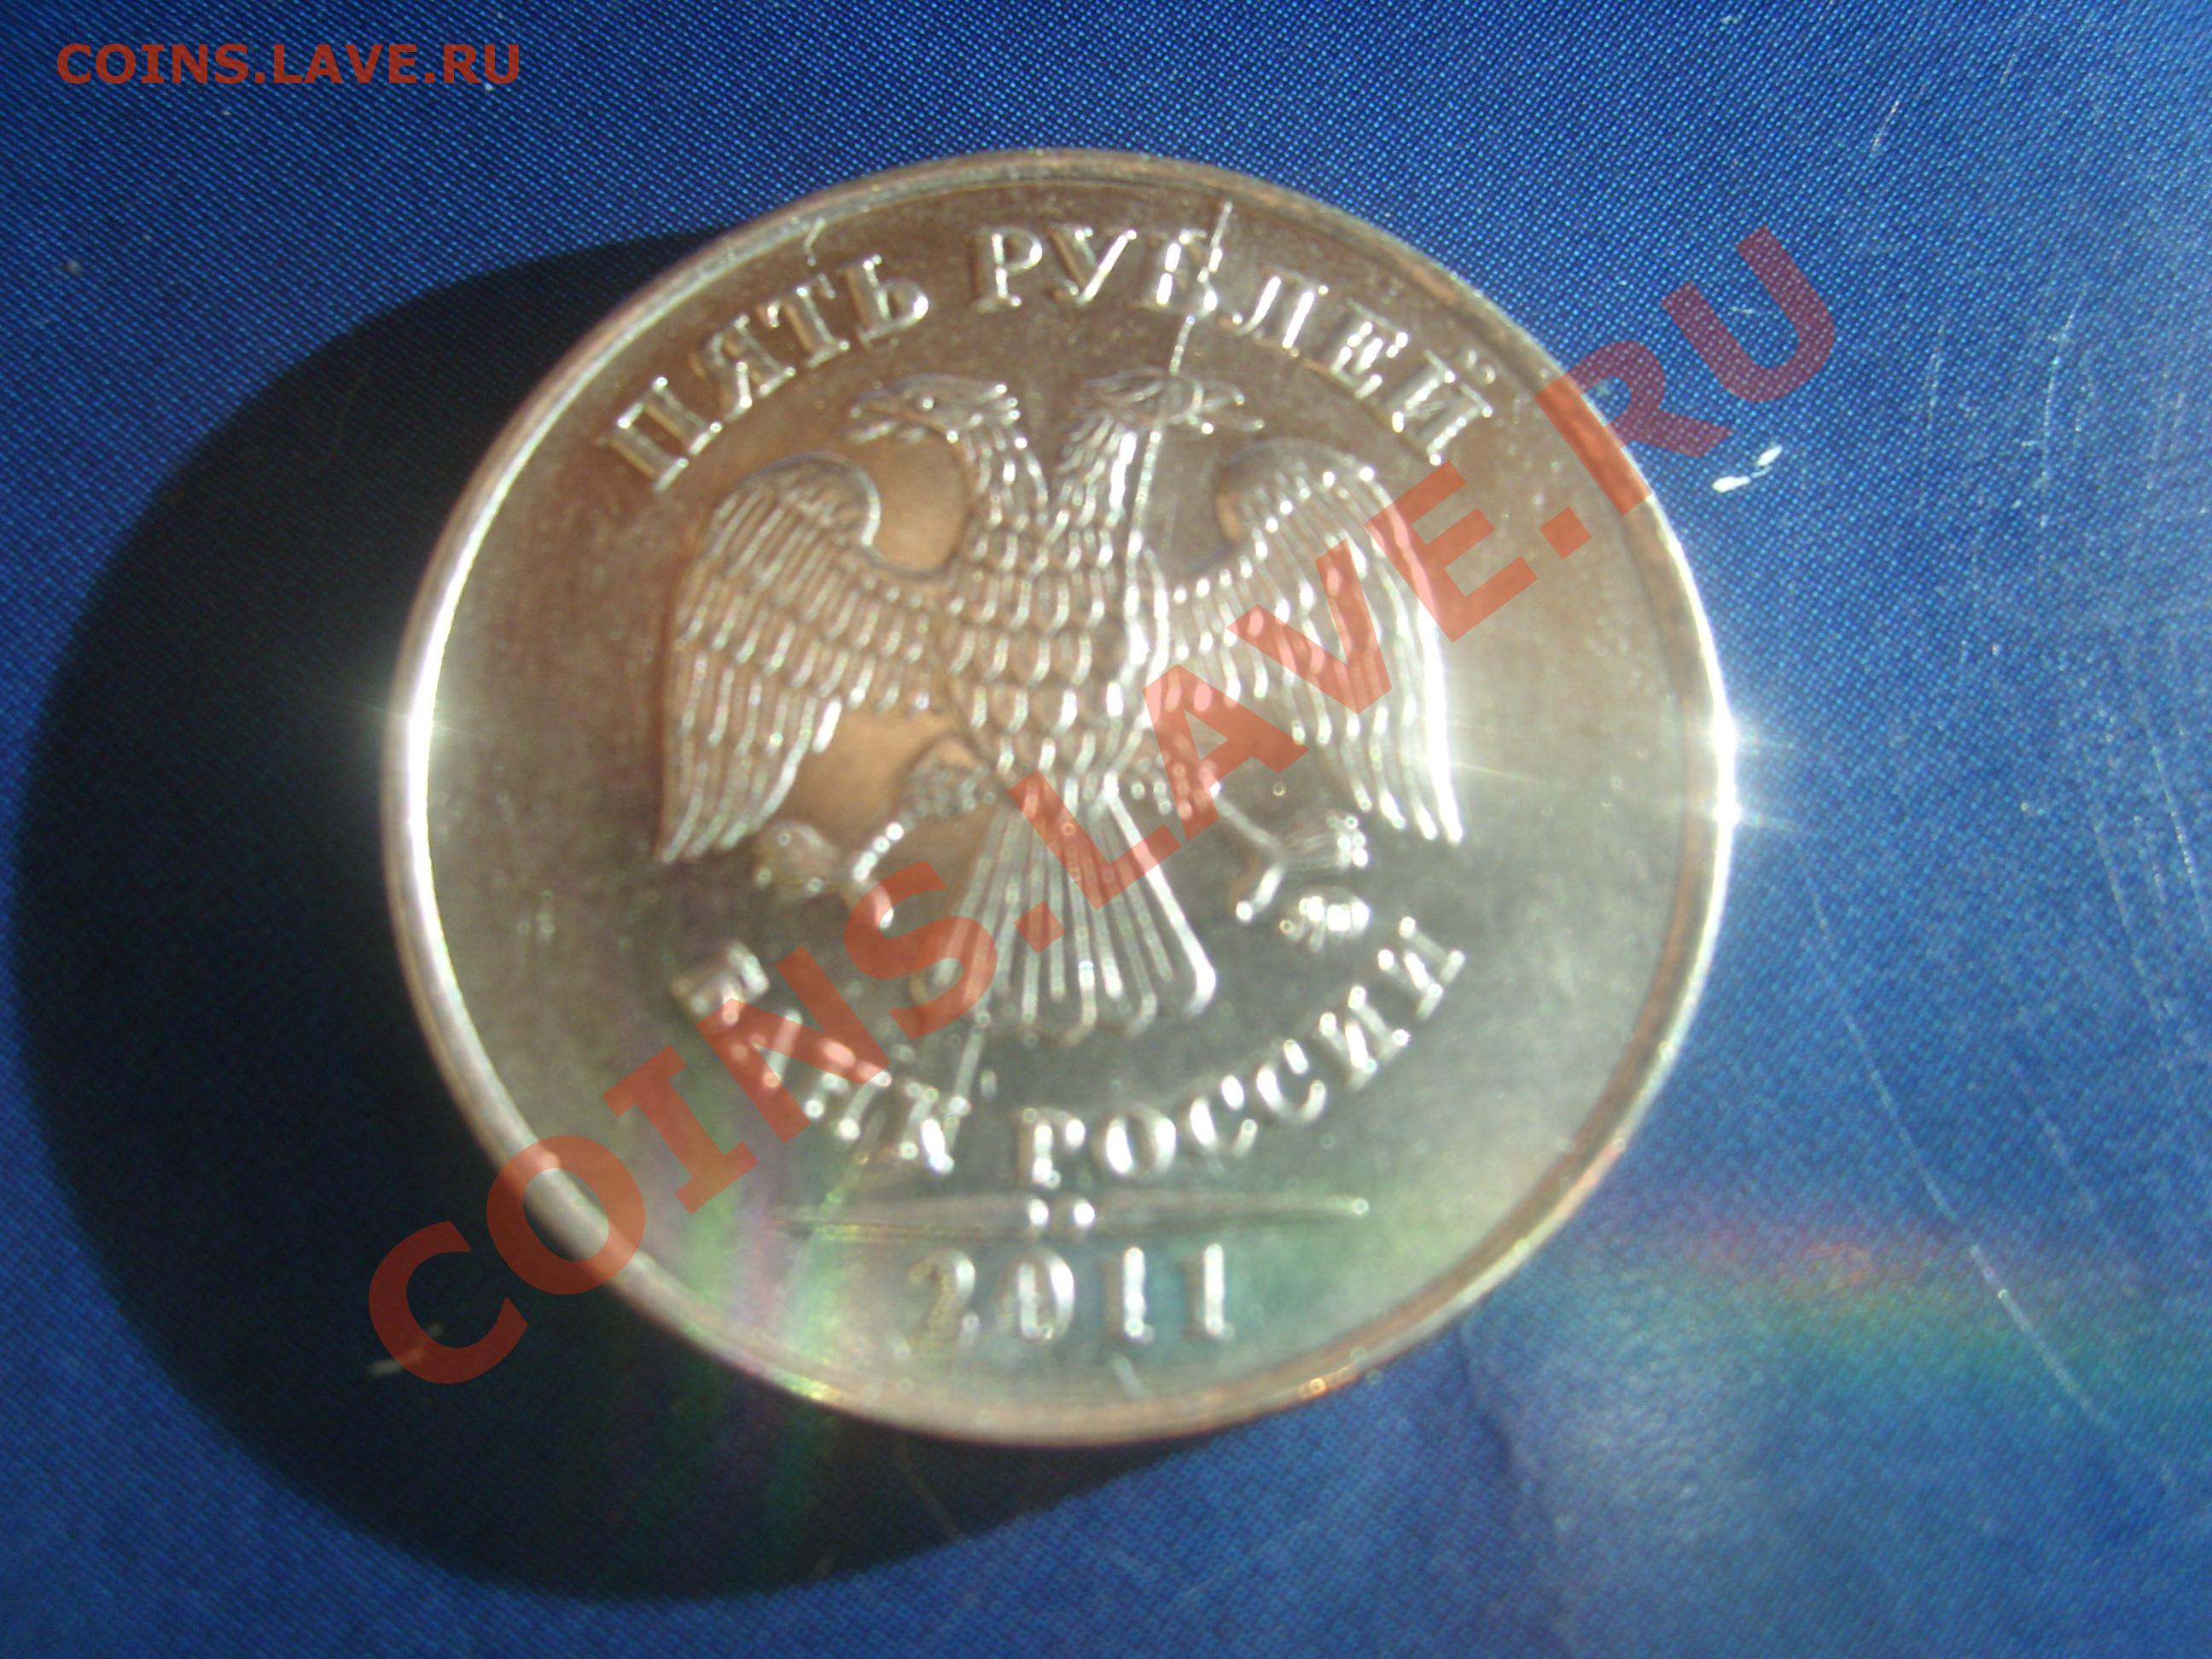 COINS.LAVE.RU
ПЯТЬ РУБЛЕЙ
БАНК РОССИИ
2011
COINS.LAVE.RU